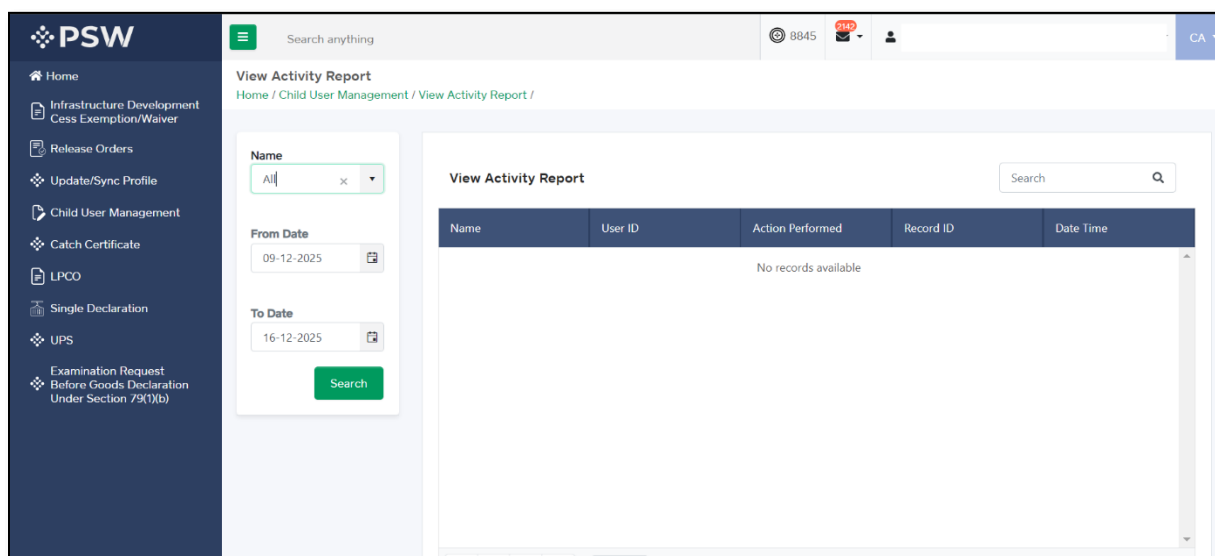 PSW
Search anything
8845
2142
CA
Home
Infrastructure Development
Cess Exemption/Waiver
Release Orders
Update/Sync Profile
Child User Management
Catch Certificate
LPCO
Single Declaration
UPS
Examination Request
Before Goods Declaration
Under Section 79(1)(b)
View Activity Report
Home / Child User Management / View Activity Report /
Name
All
From Date
09-12-2025
To Date
16-12-2025
Search
View Activity Report
Search
Name User ID Action Performed Record ID Date Time
No records available